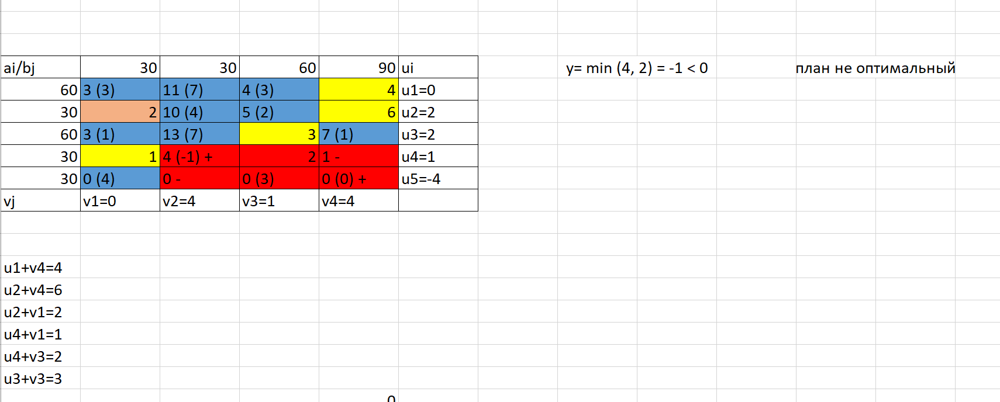 ai/bj 30 30 60 90 ui y= min (4, 2) = -1 < 0 план не оптимальный
60 3 (3) 11 (7) 4 (3) 4 u1=0
30 2 10 (4) 5 (2) 6 u2=2
60 3 (1) 13 (7) 3 7 (1) u3=2
30 1 4 (-1) + 2 1 - u4=1
30 0 (4) 0 - 0 (3) 0 (0) + u5=-4
vj v1=0 v2=4 v3=1 v4=4
u1+v4=4
u2+v4=6
u2+v1=2
u4+v1=1
u4+v3=2
u3+v3=3
0